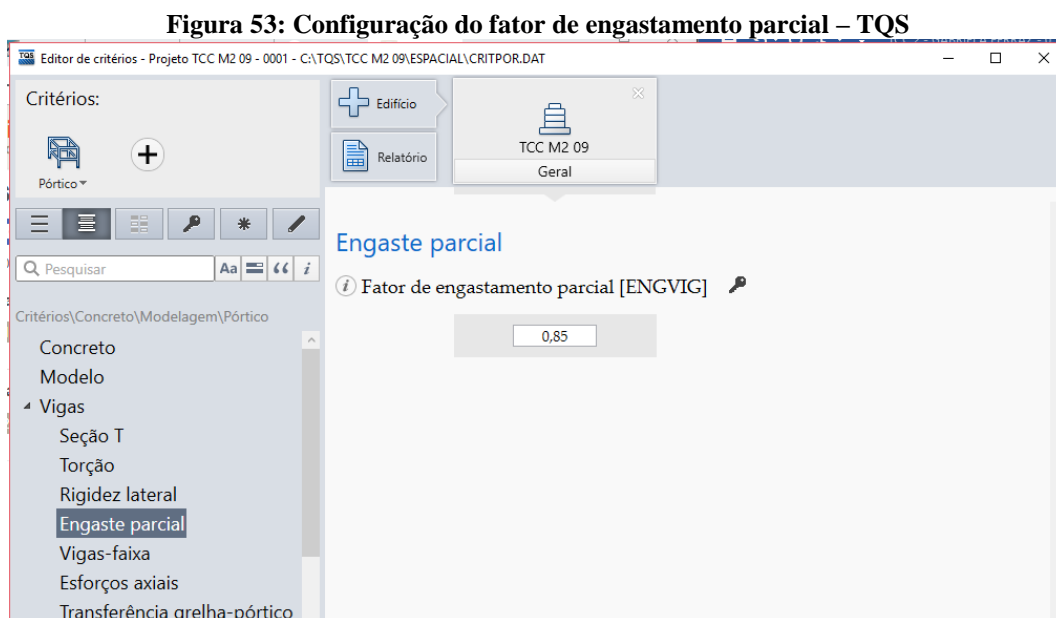 Figura 53: Configuração do fator de engastamento parcial – TQS
Editor de critérios - Projeto TCC M2 09 - 0001 - C:\TQS\TCC M2 09\ESPACIAL\CRITPOR.DAT
Critérios:
Pórtico
Edifício
Relatório
TCC M2 09
Geral
Pesquisar
Aa
Critérios\Concreto\Modelagem\Pórtico
Concreto
Modelo
Vigas
Seção T
Torção
Rigidez lateral
Engaste parcial
Vigas-faixa
Esforços axiais
Transferência grelha-pórtico
Engaste parcial
Fator de engastamento parcial [ENGVIG]
0,85